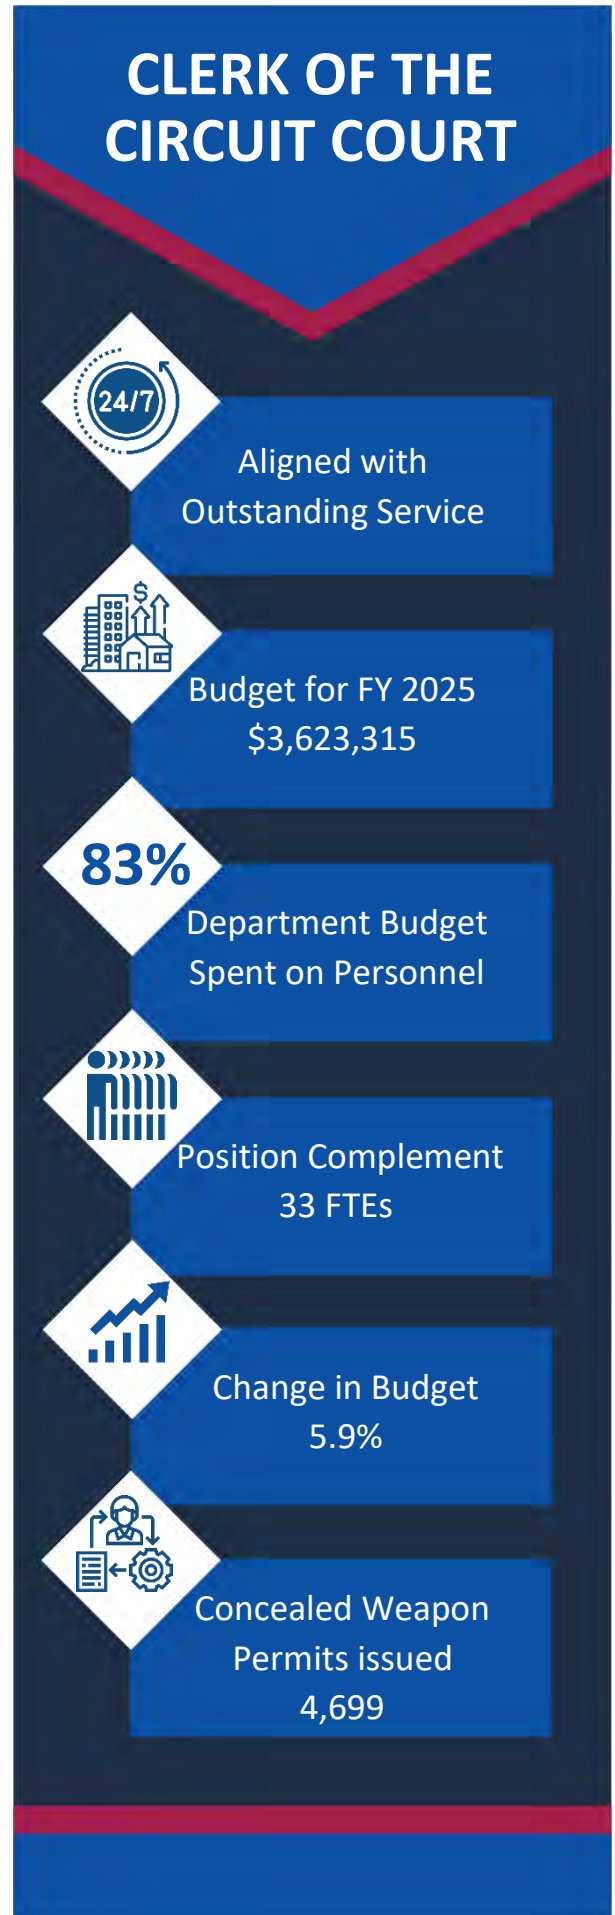 CLERK OF THE
CIRCUIT COURT
24/7
Aligned with
Outstanding Service
$
Budget for FY 2025
$3,623,315
83%
Department Budget
Spent on Personnel
Position Complement
33 FTEs
Change in Budget
5.9%
Concealed Weapon
Permits issued
4,699